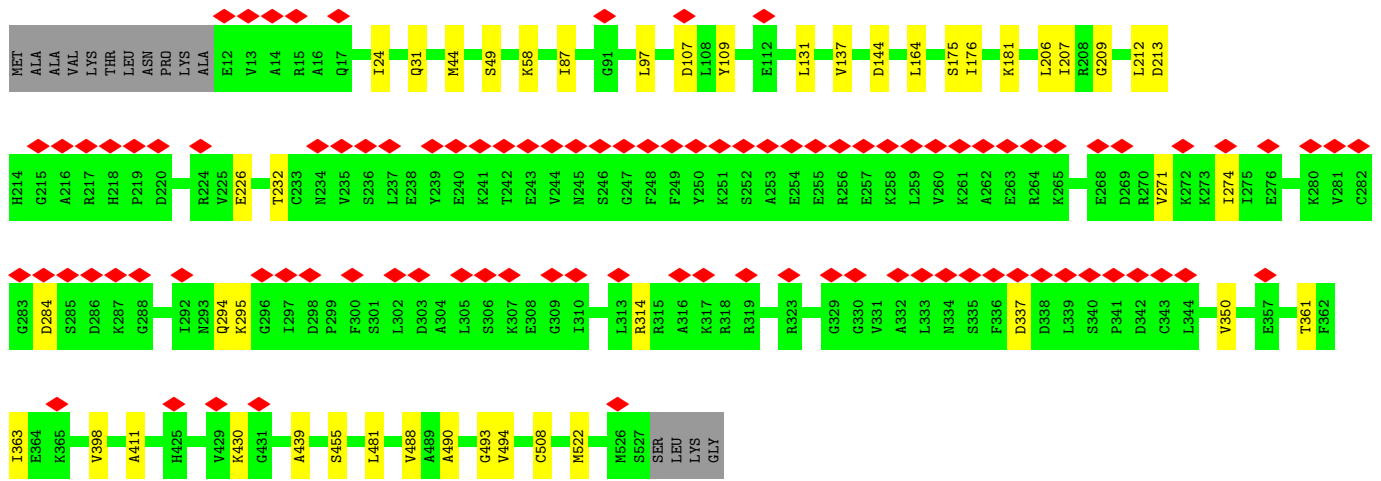 MET ALA ALA VAL LYS THR LEU ASN PRO LYS ALA E12 V13 A14 R15 A16 Q17 I24 Q31 M44 S49 K58 I87 G91 L97 D107 L108 Y109 E112 L131 V137 D144 L164 S175 I176 K181 L206 I207 R208 G209 L212 D213
H214 G215 A216 R217 H218 P219 D220 R224 V225 E226 T232 C233 N234 V235 S236 L237 E238 Y239 E240 K241 T242 E243 V244 N245 S246 G247 F248 F249 Y250 K251 S252 A253 E254 E255 R256 E257 K258 L259 V260 K261 A262 E263 R264 K265 E268 D269 R270 V271 K272 K273 I274 I275 E276 K280 V281 C282
G283 D284 S285 D286 K287 G288 I292 N293 Q294 K295 G296 I297 D298 P299 F300 S301 L302 D303 A304 L305 S306 K307 E308 G309 I310 L313 R314 R315 A316 K317 R318 R319 R323 G329 G330 V331 A332 L333 N334 S335 F336 D337 D338 L339 S340 P341 D342 C343 L344 V350 E357 T361 F362
I363 E364 K365 V398 A411 H425 V429 K430 G431 A439 S455 L481 V488 A489 A490 G493 V494 C508 M522 M526 S527 SER LEU LYS GLY